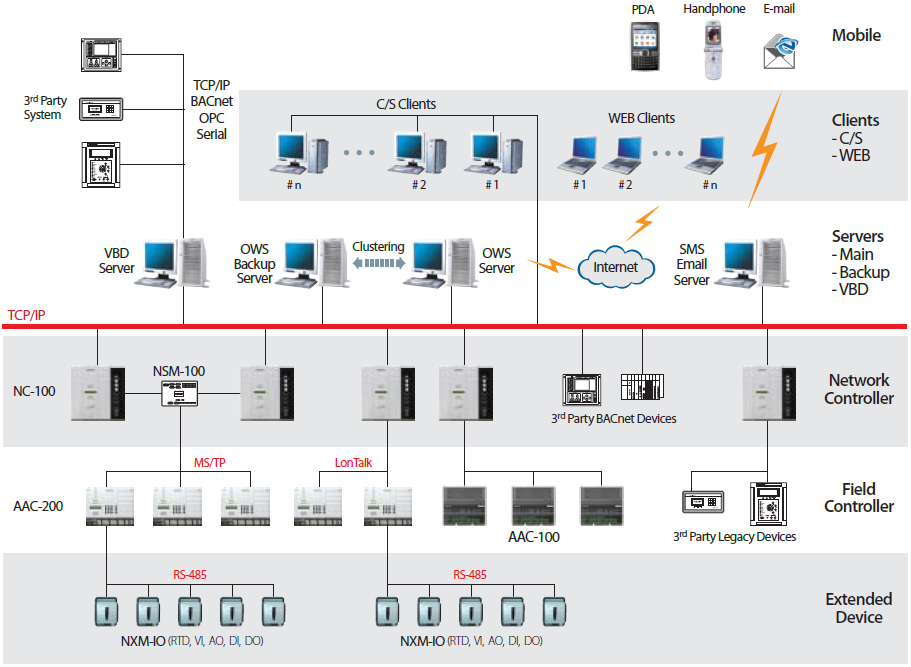 PDA
Handphone
E-mail
Mobile
3rd Party
System
TCP/IP
BACnet
OPC
Serial
C/S Clients
WEB Clients
Clients
- C/S
- WEB
# n
# 2
# 1
# 1
# 2
# n
VBD
Server
OWS
Backup
Server
Clustering
OWS
Server
Internet
SMS
Email
Server
Servers
- Main
- Backup
- VBD
TCP/IP
NC-100
NSM-100
3rd Party BACnet Devices
Network
Controller
MS/TP
LonTalk
AAC-200
AAC-100
3rd Party Legacy Devices
Field
Controller
RS-485
RS-485
NXM-IO (RTD, VI, AO, DI, DO)
NXM-IO (RTD, VI, AO, DI, DO)
Extended
Device